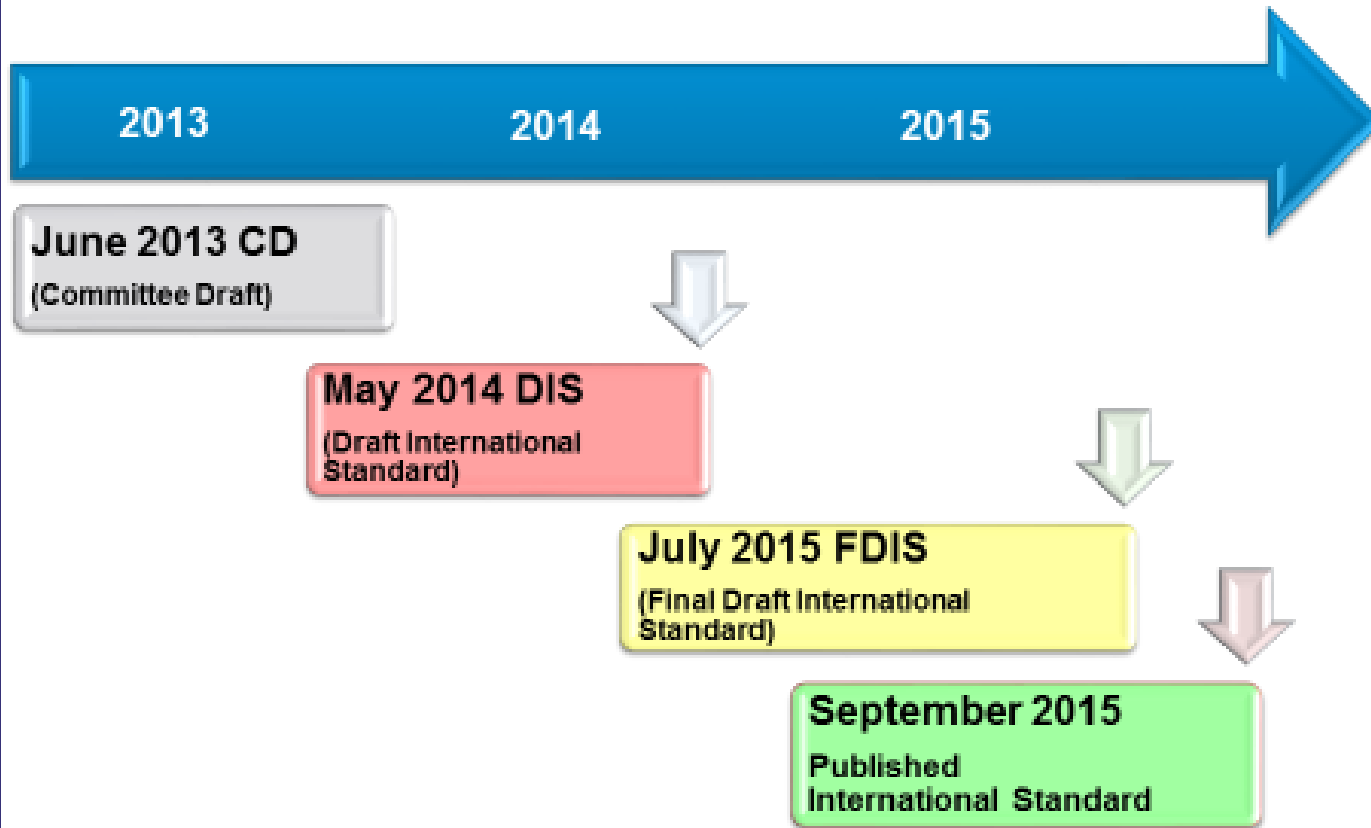 2013 2014 2015
June 2013 CD
(Committee Draft)
May 2014 DIS
(Draft International
Standard)
July 2015 FDIS
(Final Draft International
Standard)
September 2015
Published
International Standard